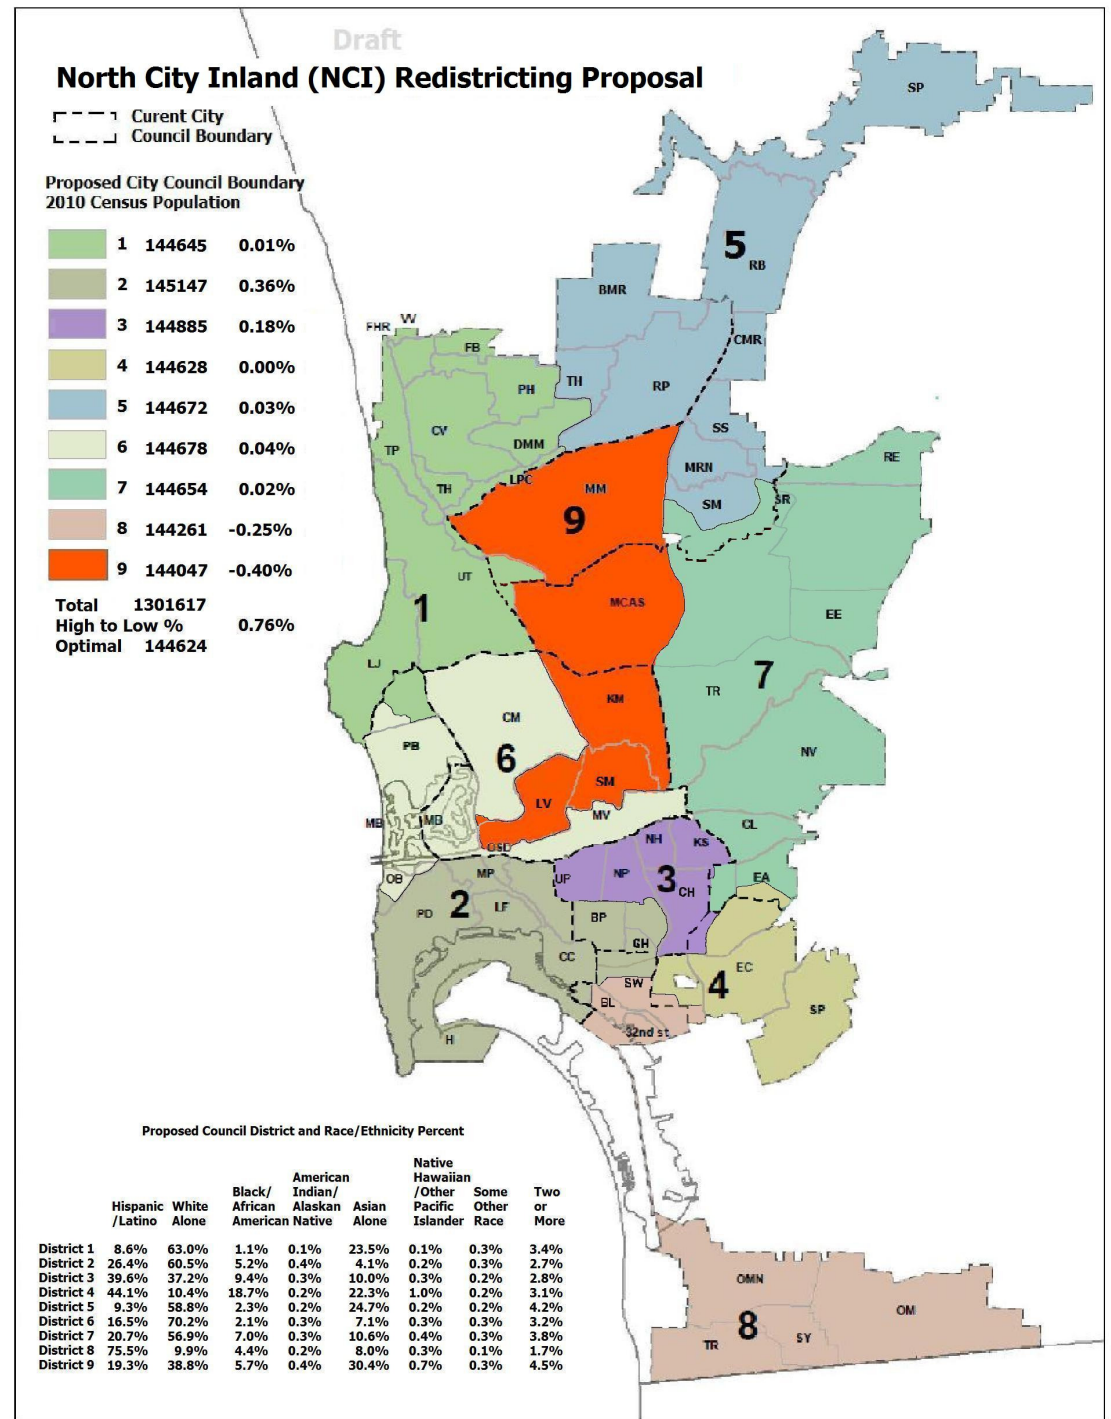 Draft
North City Inland (NCI) Redistricting Proposal
Curent City
Council Boundary
Proposed City Council Boundary
2010 Census Population
1 144645 0.01%
2 145147 0.36%
3 144885 0.18%
4 144628 0.00%
5 144672 0.03%
6 144678 0.04%
7 144654 0.02%
8 144261 -0.25%
9 144047 -0.40%
Total 1301617
High to Low % 0.76%
Optimal 144624
SP
5
RB
BMR
CMR
FHR
VV
FB
TH
RP
PH
CV
SS
TP
DMM
RE
MRN
LPC
TH
MM
SM
SR
9
UT
1
MCAS
EE
LJ
7
TR
KM
CM
PB
6
NV
SM
LV
MV
MB
MB
CL
OSD
NH
KS
OB
MP
UP
NP
3
CH
EA
PD
2
LF
BP
GH
CC
EC
SW
4
BL
SP
32nd st
H
Proposed Council District and Race/Ethnicity Percent
Native
American Hawaiian
Black/ Indian/ /Other Some Two
Hispanic White African Alaskan Asian Pacific Other or
/Latino Alone American Native Alone Islander Race More
District 1 8.6% 63.0% 1.1% 0.1% 23.5% 0.1% 0.3% 3.4%
District 2 26.4% 60.5% 5.2% 0.4% 4.1% 0.2% 0.3% 2.7%
District 3 39.6% 37.2% 9.4% 0.3% 10.0% 0.3% 0.2% 2.8%
District 4 44.1% 10.4% 18.7% 0.2% 22.3% 1.0% 0.2% 3.1%
District 5 9.3% 58.8% 2.3% 0.2% 24.7% 0.2% 0.2% 4.2%
District 6 16.5% 70.2% 2.1% 0.3% 7.1% 0.3% 0.3% 3.2%
District 7 20.7% 56.9% 7.0% 0.3% 10.6% 0.4% 0.3% 3.8%
District 8 75.5% 9.9% 4.4% 0.2% 8.0% 0.3% 0.1% 1.7%
District 9 19.3% 38.8% 5.7% 0.4% 30.4% 0.7% 0.3% 4.5%
OMN
OM
8
SY
TR